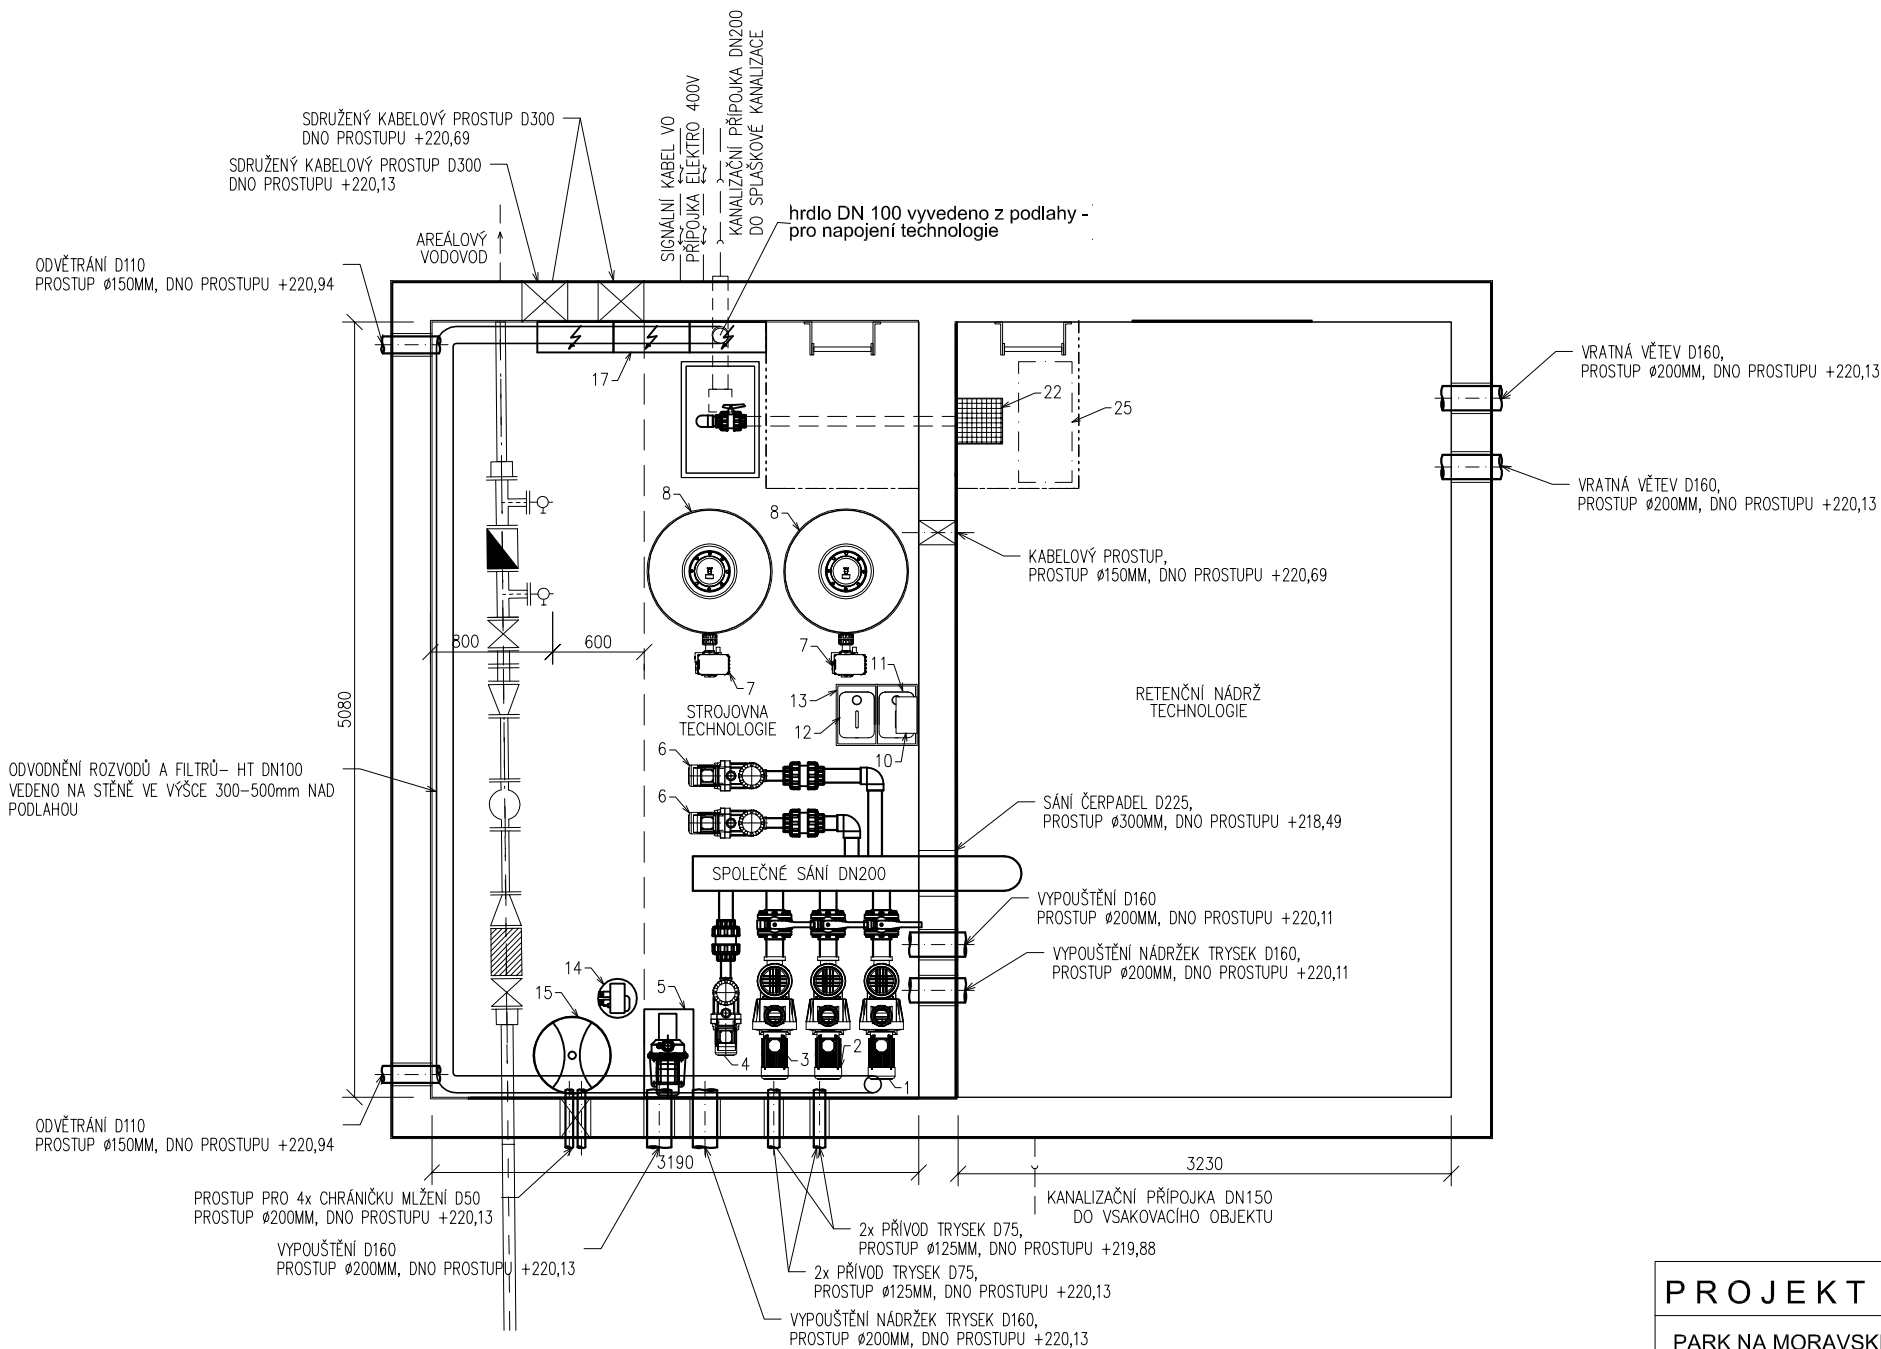 SIGNÁLNÍ KABEL VO
PŘÍPOJKA ELEKTRO 400V
KANALIZAČNÍ PŘÍPOJKA DN200
DO SPLAŠKOVÉ KANALIZACE
SDRUŽENÝ KABELOVÝ PROSTUP D300
DNO PROSTUPU +220,69
SDRUŽENÝ KABELOVÝ PROSTUP D300
DNO PROSTUPU +220,13
hrdlo DN 100 vyvedeno z podlahy -
pro napojení technologie
AREÁLOVÝ
VODOVOD
ODVĚTRÁNÍ D110
PROSTUP ø150MM, DNO PROSTUPU +220,94
17
22
25
VRATNÁ VĚTEV D160,
PROSTUP ø200MM, DNO PROSTUPU +220,13
VRATNÁ VĚTEV D160,
PROSTUP ø200MM, DNO PROSTUPU +220,13
8
8
KABELOVÝ PROSTUP,
PROSTUP ø150MM, DNO PROSTUPU +220,69
800
600
7
7
11
13
12
10
5080
STROJOVNA
TECHNOLOGIE
RETENČNÍ NÁDRŽ
TECHNOLOGIE
6
6
ODVODNĚNÍ ROZVODŮ A FILTRŮ– HT DN100
VEDENO NA STĚNĚ VE VÝŠCE 300–500mm NAD
PODLAHOU
SÁNÍ ČERPADEL D225,
PROSTUP ø300MM, DNO PROSTUPU +218,49
SPOLEČNÉ SÁNÍ DN200
VYPOUŠTĚNÍ D160
PROSTUP ø200MM, DNO PROSTUPU +220,11
VYPOUŠTĚNÍ NÁDRŽEK TRYSEK D160,
PROSTUP ø200MM, DNO PROSTUPU +220,11
14
15
5
4
3
2
1
ODVĚTRÁNÍ D110
PROSTUP ø150MM, DNO PROSTUPU +220,94
3190
3230
PROSTUP PRO 4x CHRÁNIČKU MLŽENÍ D50
PROSTUP ø200MM, DNO PROSTUPU +220,13
KANALIZAČNÍ PŘÍPOJKA DN150
DO VSAKOVACÍHO OBJEKTU
VYPOUŠTĚNÍ D160
PROSTUP ø200MM, DNO PROSTUPU +220,13
2x PŘÍVOD TRYSEK D75,
PROSTUP ø125MM, DNO PROSTUPU +219,88
2x PŘÍVOD TRYSEK D75,
PROSTUP ø125MM, DNO PROSTUPU +220,13
VYPOUŠTĚNÍ NÁDRŽEK TRYSEK D160,
PROSTUP ø200MM, DNO PROSTUPU +220,13
PROJEKT
PARK NA